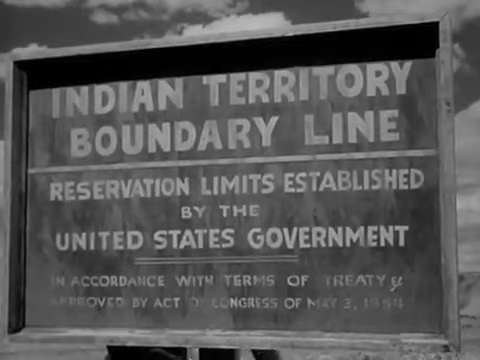 INDIAN TERRITORY
BOUNDARY LINE
RESERVATION LIMITS ESTABLISHED
BY THE
UNITED STATES GOVERNMENT
IN ACCORDANCE WITH TERMS OF TREATY
APPROVED BY ACT OF CONGRESS OF MAY 3,